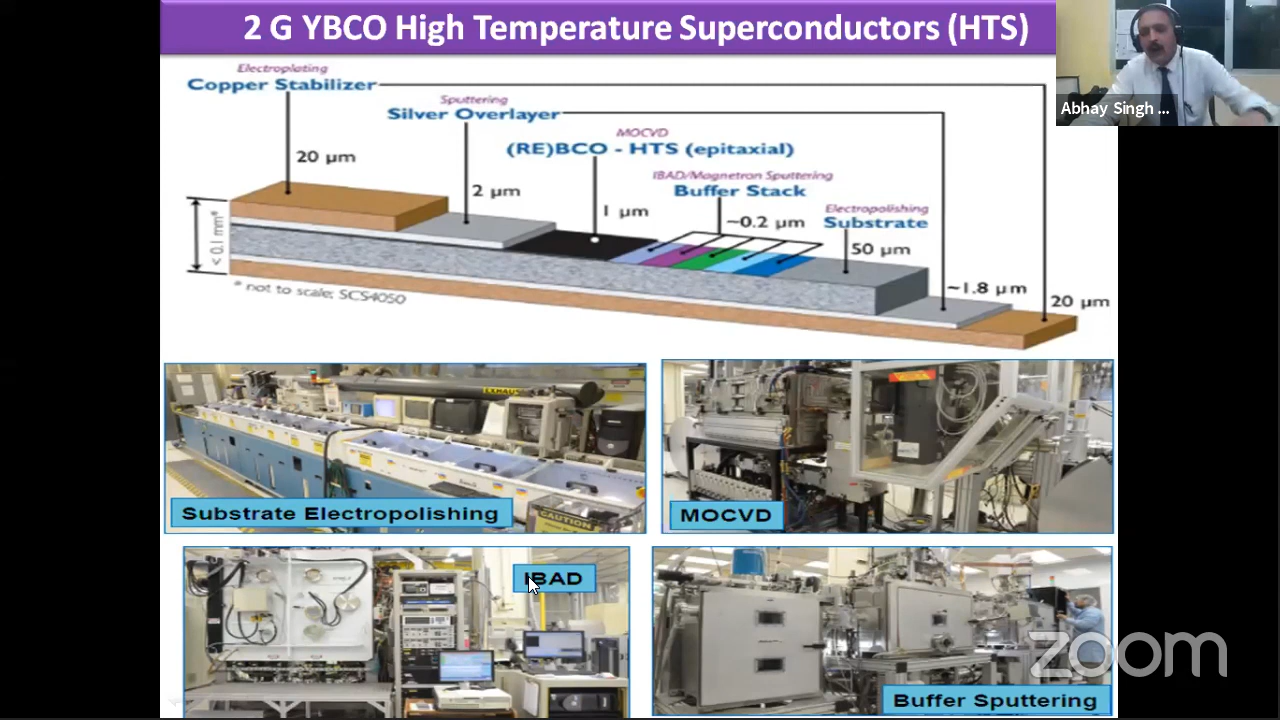 2 G YBCO High Temperature Superconductors (HTS)
Abhay Singh ...
Electroplating
Copper Stabilizer
Sputtering
Silver Overlayer
MOCVD
(RE)BCO - HTS (epitaxial)
IBAD/Magnetron Sputtering
Buffer Stack
Electropolishing
Substrate
20 µm
2 µm
1 µm
~0.2 µm
50 µm
< 0.1 mm*
~1.8 µm
20 µm
* not to scale; SCS4050
EXHAUST
CAUTION
Substrate Electropolishing
MOCVD
IBAD
Buffer Sputtering
zoom